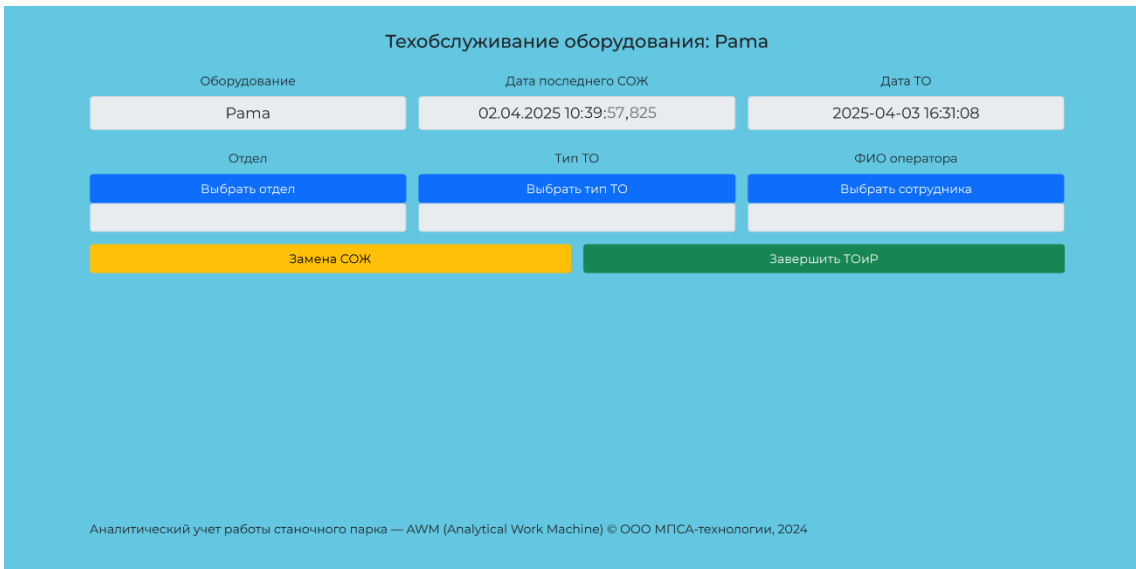 Техобслуживание оборудования: Pama
Оборудование Дата последнего СОЖ Дата ТО
Pama 02.04.2025 10:39:57,825 2025-04-03 16:31:08
Отдел Тип ТО ФИО оператора
Выбрать отдел Выбрать тип ТО Выбрать сотрудника
Замена СОЖ Завершить ТОиР
Аналитический учет работы станочного парка — AWM (Analytical Work Machine) © ООО МПСА-технологии, 2024